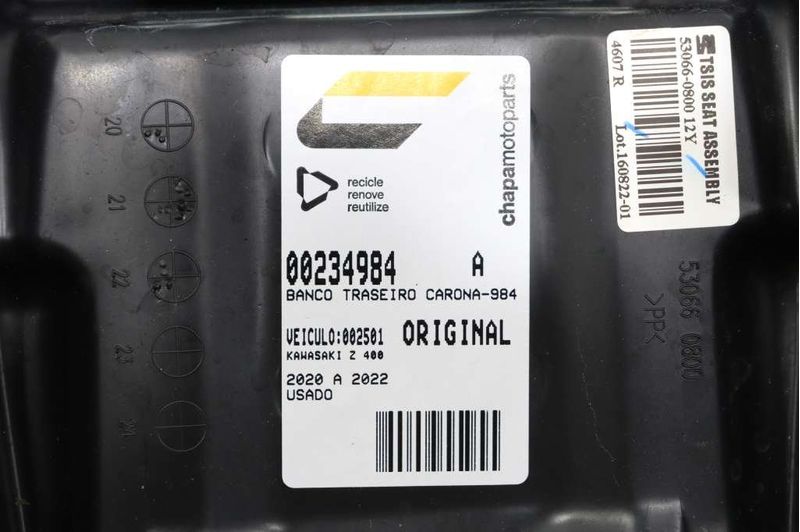 chapamotoparts
recicle
renove
reutilize
00234984 A
BANCO TRASEIRO CARONA-984
VEICULO:002501 ORIGINAL
KAWASAKI Z 400
2020 A 2022
USADO
TSIS SEAT ASSEMBLY
53066-0800 12Y
4607 R
Lot.160822-01
53066 0800
>PP<
20
21
22
23
24